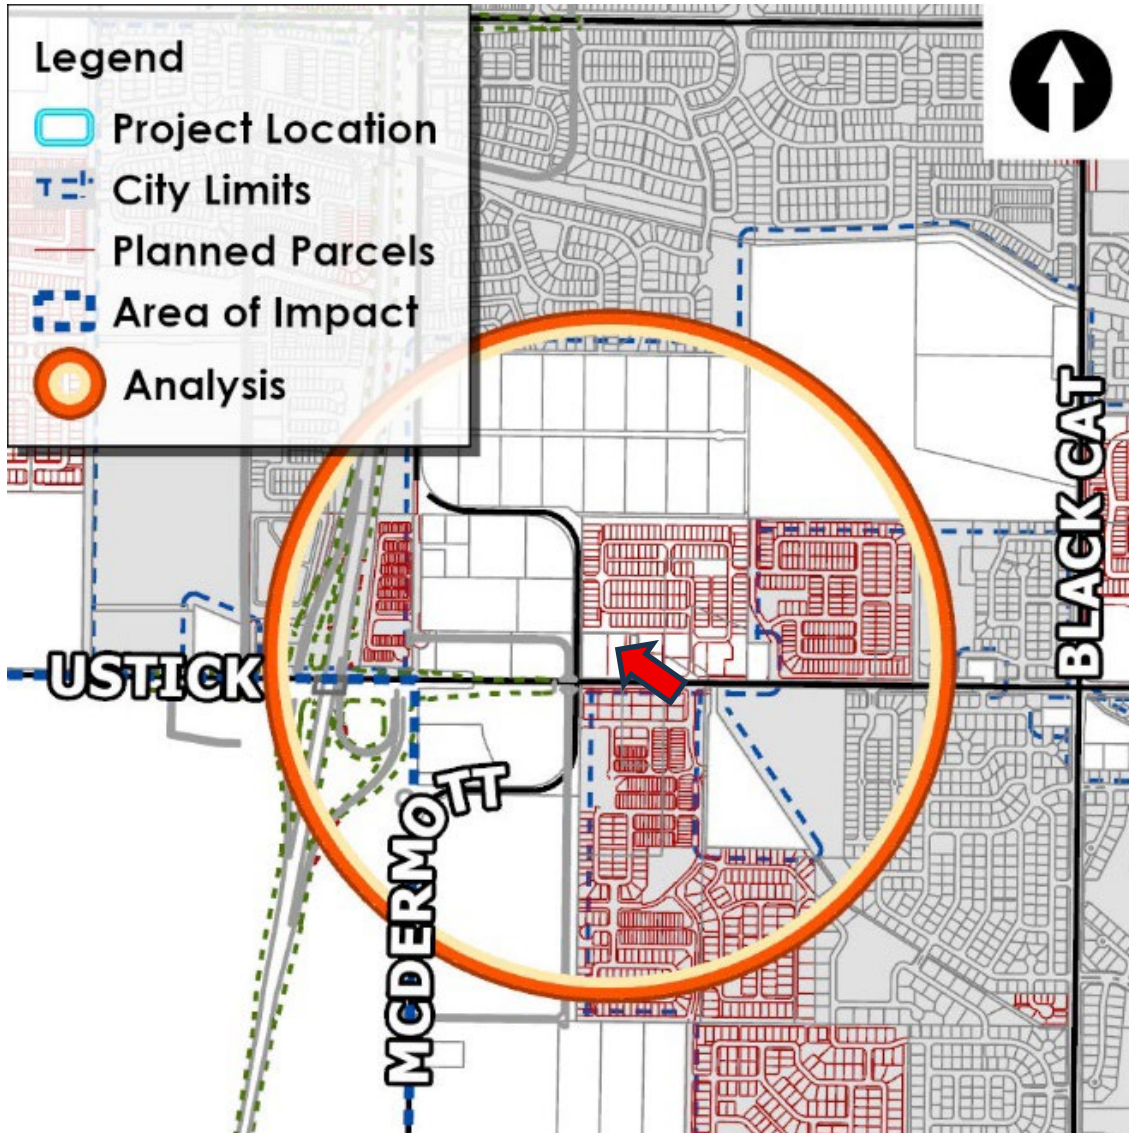 Legend
Project Location
City Limits
Planned Parcels
Area of Impact
Analysis
BLACK CAT
USTICK
MCDERMOTT